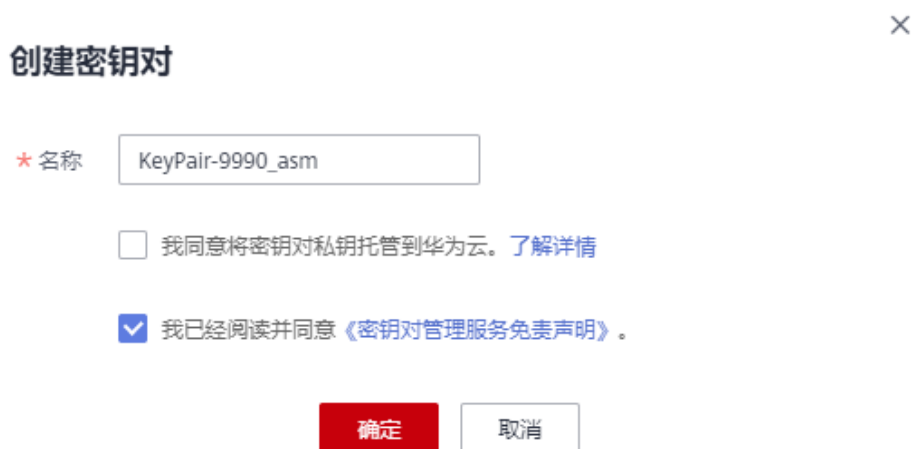 创建密钥对
* 名称 KeyPair-9990_asm
我同意将密钥对私钥托管到华为云。了解详情
我已经阅读并同意《密钥对管理服务免责声明》。
确定 取消